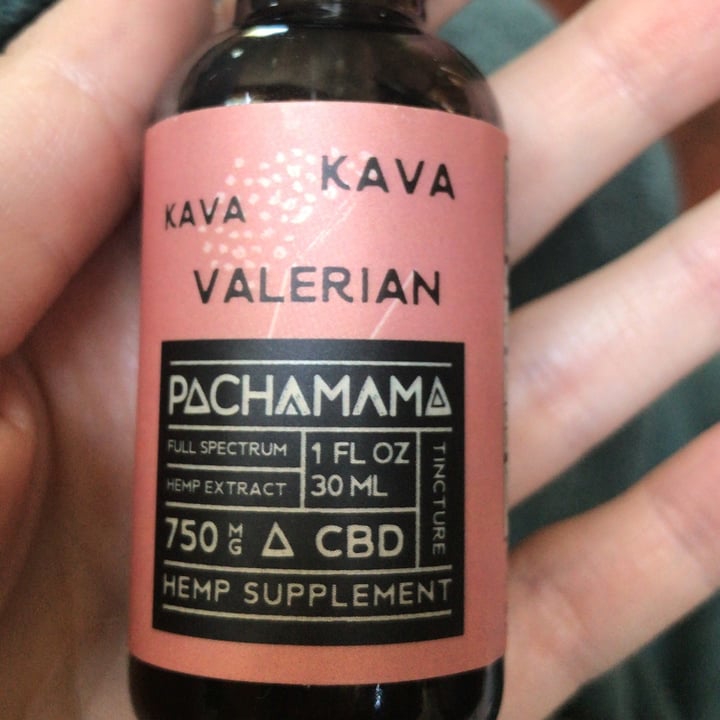 KAVA
KAVA
VALERIAN
PACHAMAMA
FULL SPECTRUM
HEMP EXTRACT
1 FL OZ
30 ML
TINCTURE
750 MG Δ CBD
HEMP SUPPLEMENT